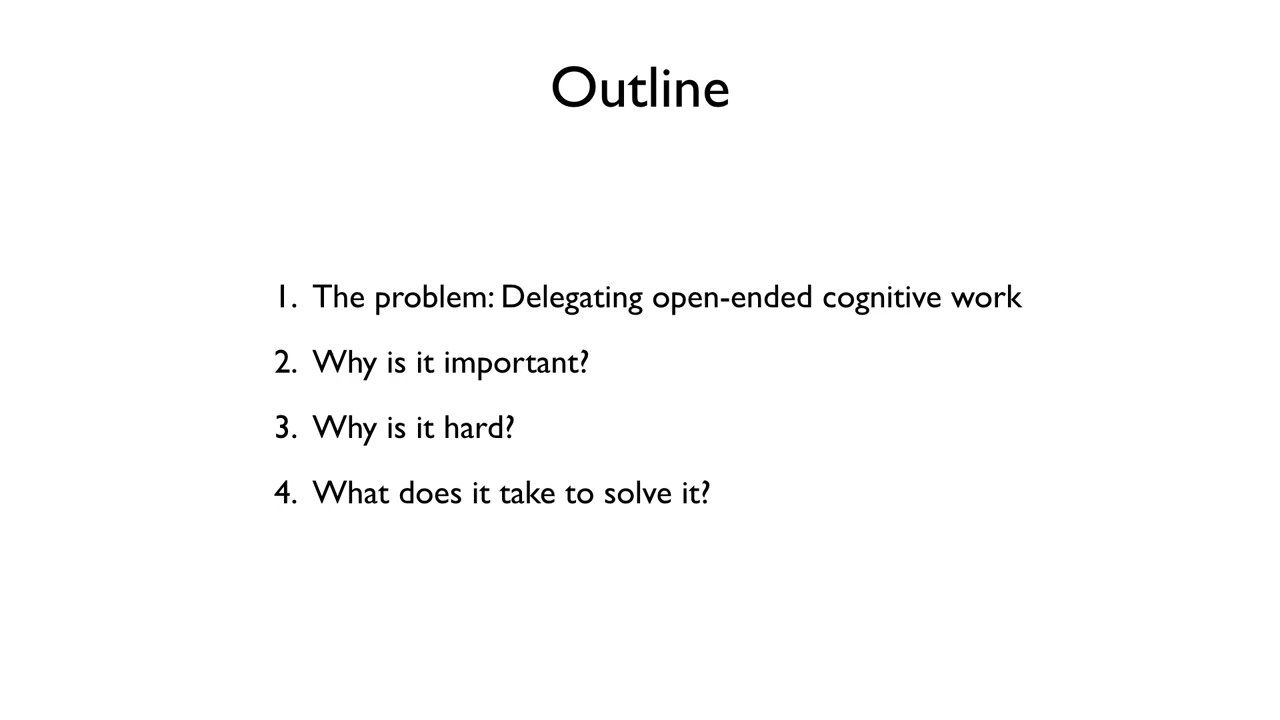 Outline
1. The problem: Delegating open-ended cognitive work
2. Why is it important?
3. Why is it hard?
4. What does it take to solve it?